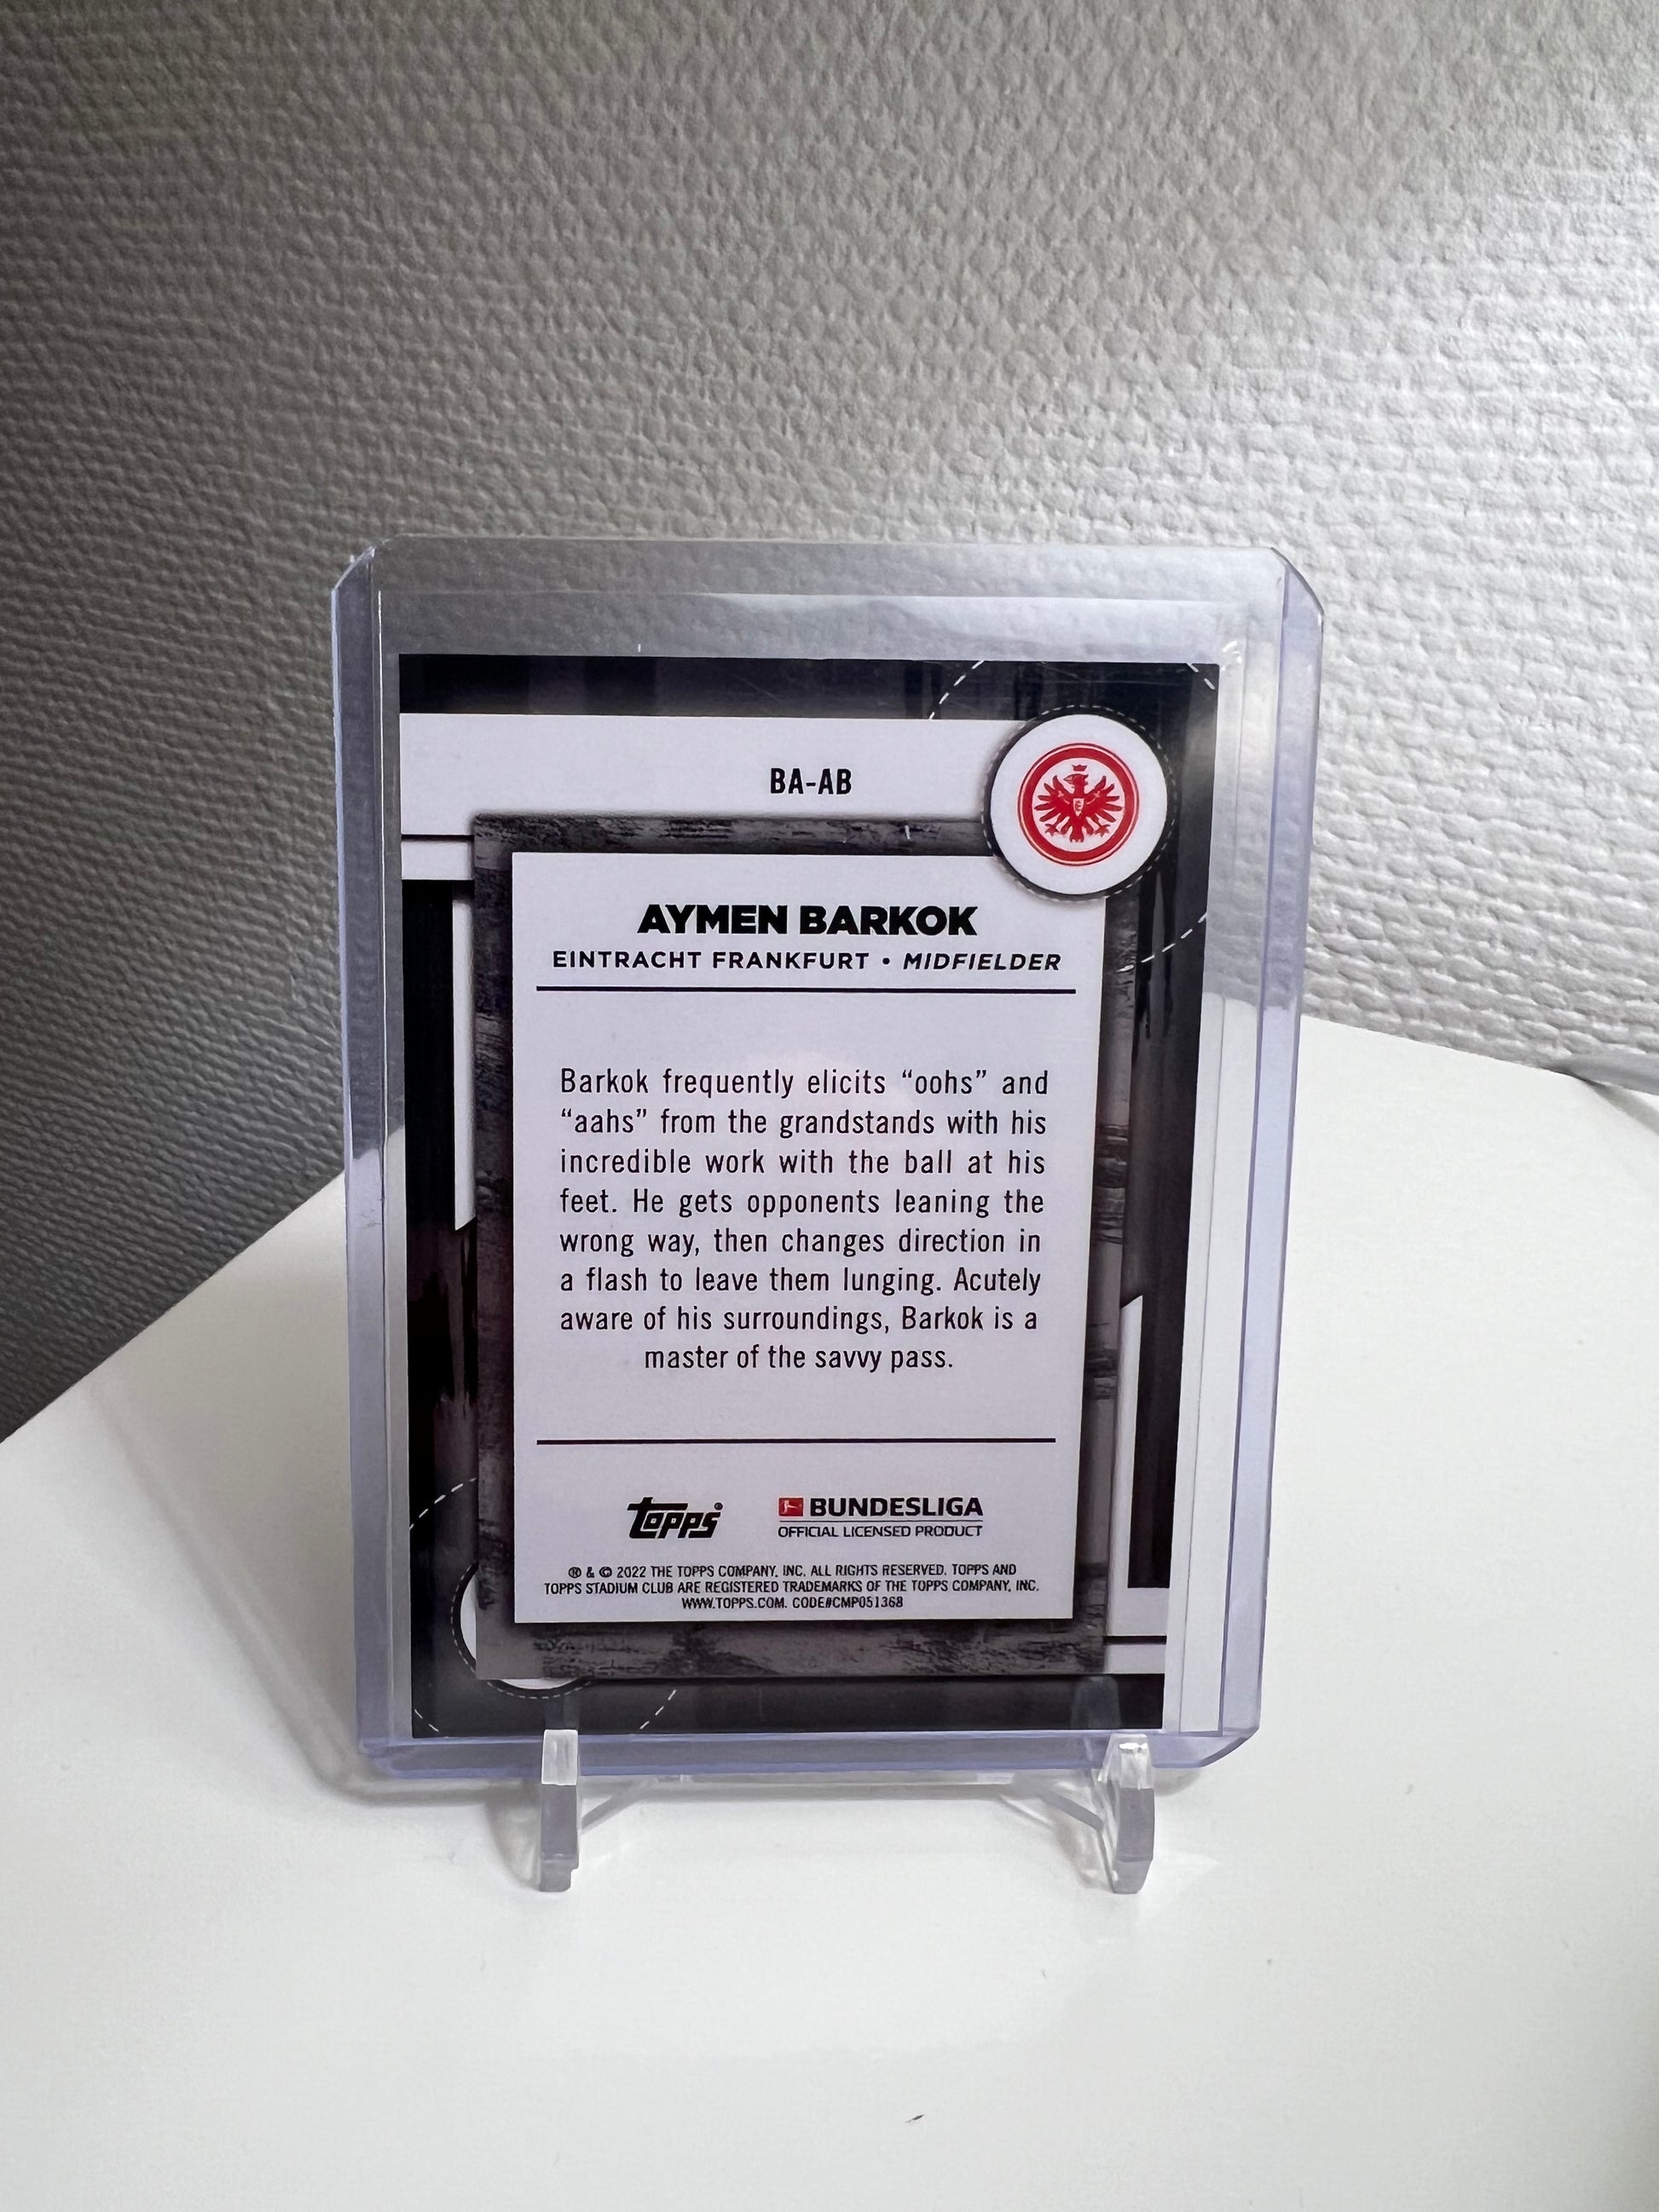 BA-AB
AYMEN BARKOK
EINTRACHT FRANKFURT • MIDFIELDER
Barkok frequently elicits “oohs” and
“aahs” from the grandstands with his
incredible work with the ball at his
feet. He gets opponents leaning the
wrong way, then changes direction in
a flash to leave them lunging. Acutely
aware of his surroundings, Barkok is a
master of the savvy pass.
topps®
BUNDESLIGA
OFFICIAL LICENSED PRODUCT
® & © 2022 THE TOPPS COMPANY, INC. ALL RIGHTS RESERVED. TOPPS AND
TOPPS STADIUM CLUB ARE REGISTERED TRADEMARKS OF THE TOPPS COMPANY, INC.
WWW.TOPPS.COM. CODE#CMP051368